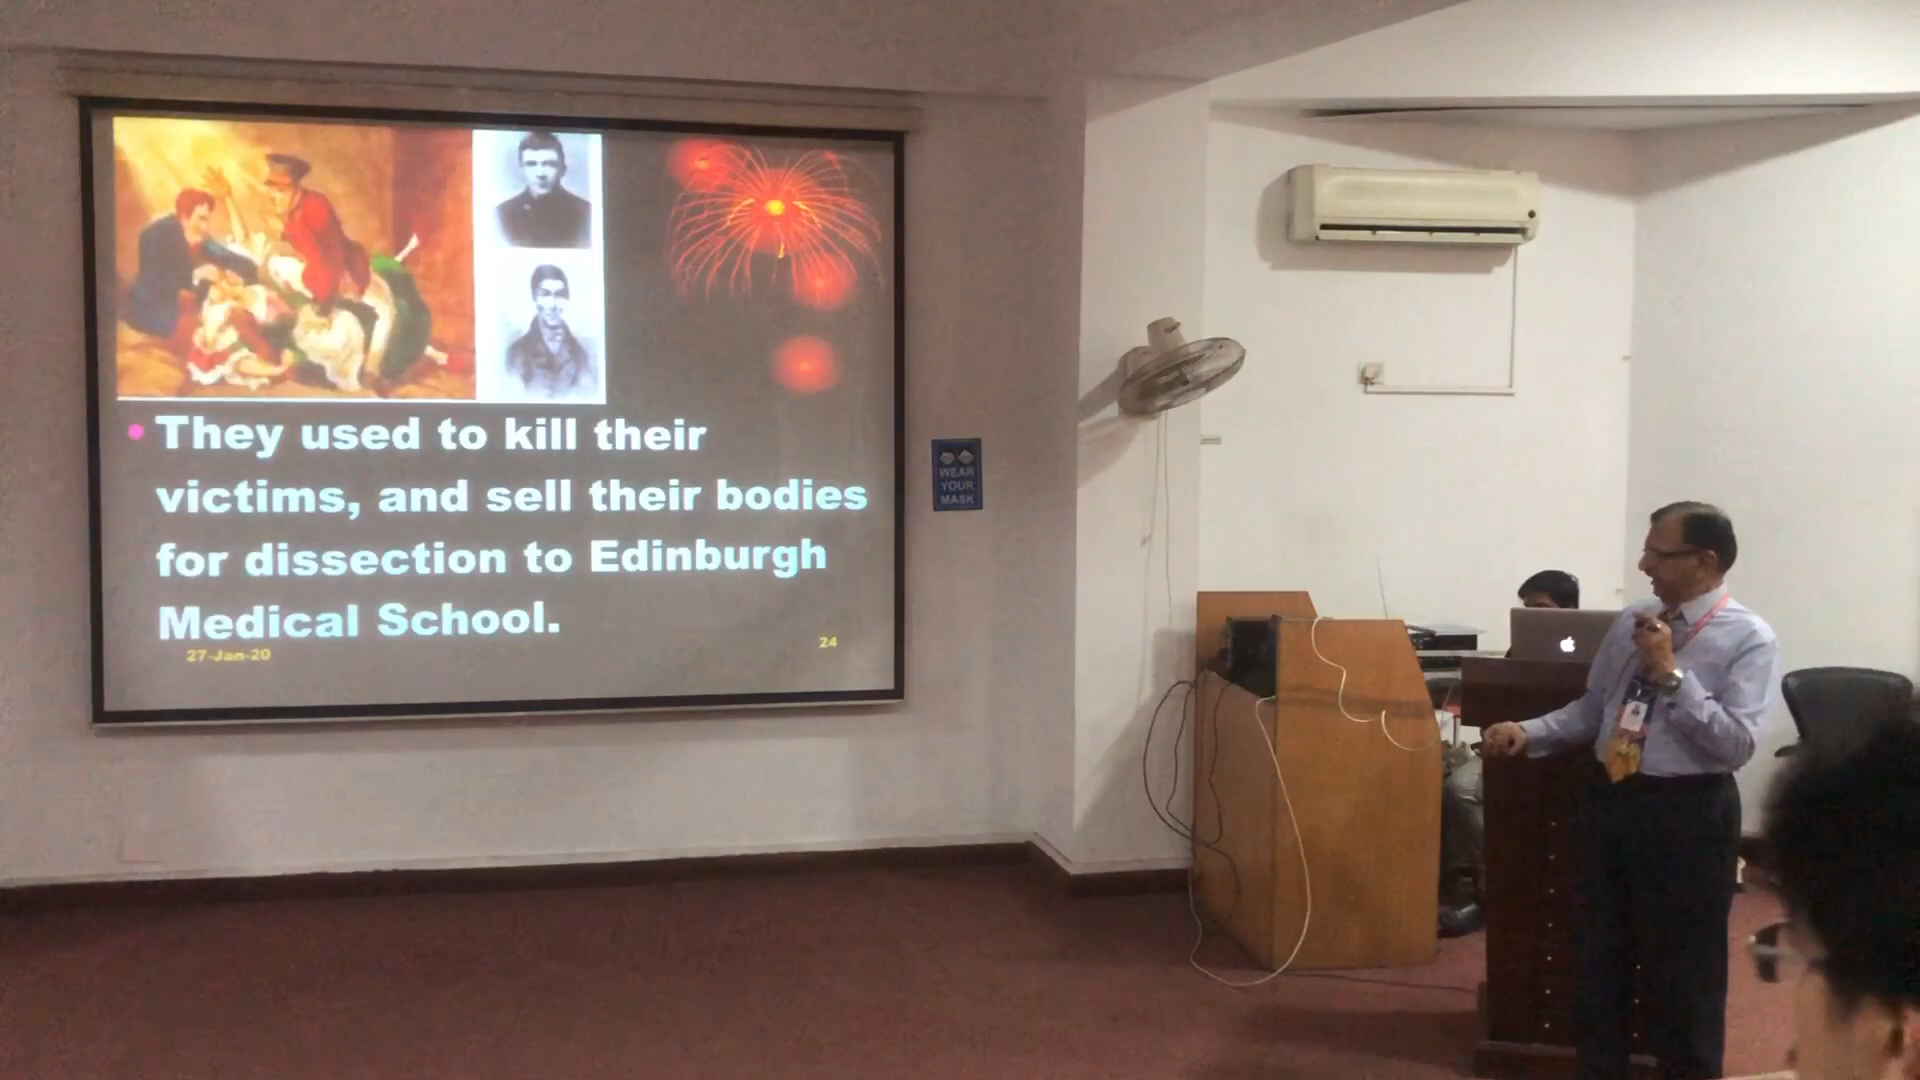 They used to kill their
victims, and sell their bodies
for dissection to Edinburgh
Medical School.
27-Jan-20
24
WEAR
YOUR
MASK